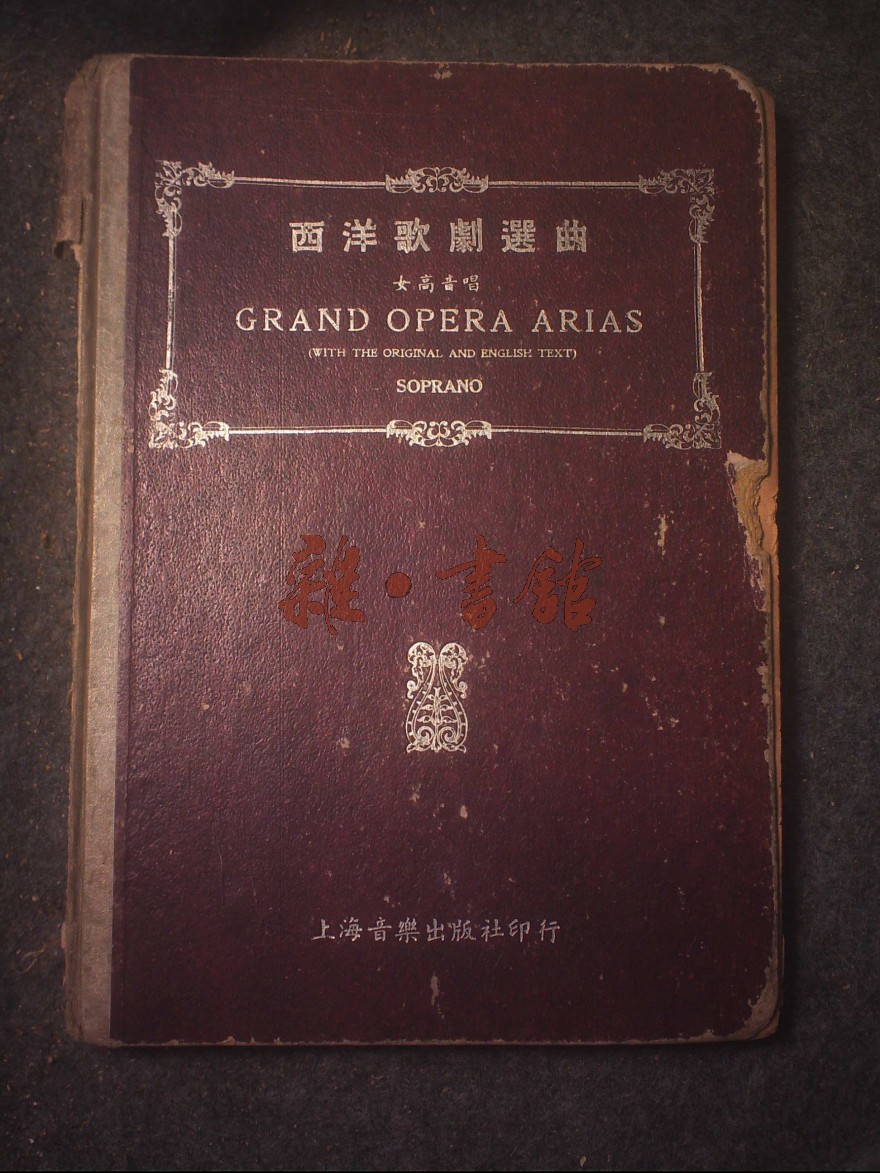 西洋歌劇選曲
女高音唱
GRAND OPERA ARIAS
(WITH THE ORIGINAL AND ENGLISH TEXT)
SOPRANO
雜·書館
上海音樂出版社印行